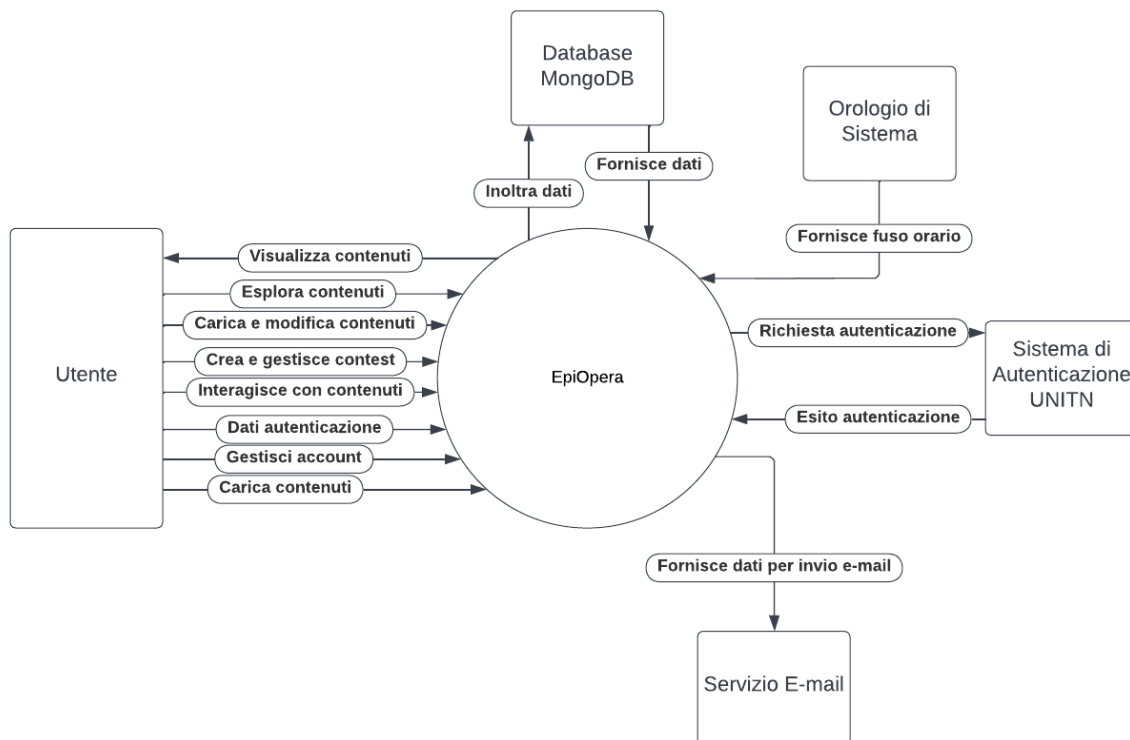 Database
MongoDB
Orologio di
Sistema
Inoltra dati
Fornisce dati
Fornisce fuso orario
Visualizza contenuti
Esplora contenuti
Carica e modifica contenuti
Crea e gestisce contest
Interagisce con contenuti
Dati autenticazione
Gestisci account
Carica contenuti
Utente
EpiOpera
Richiesta autenticazione
Esito autenticazione
Sistema di
Autenticazione
UNITN
Fornisce dati per invio e-mail
Servizio E-mail